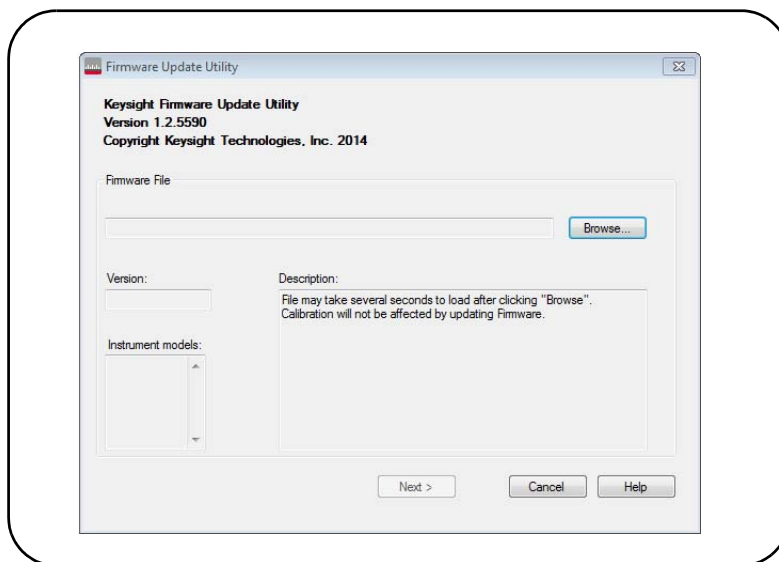 Firmware Update Utility
Keysight Firmware Update Utility
Version 1.2.5590
Copyright Keysight Technologies, Inc. 2014
Firmware File
Browse...
Version:
Description:
File may take several seconds to load after clicking "Browse".
Calibration will not be affected by updating Firmware.
Instrument models:
Next >
Cancel
Help